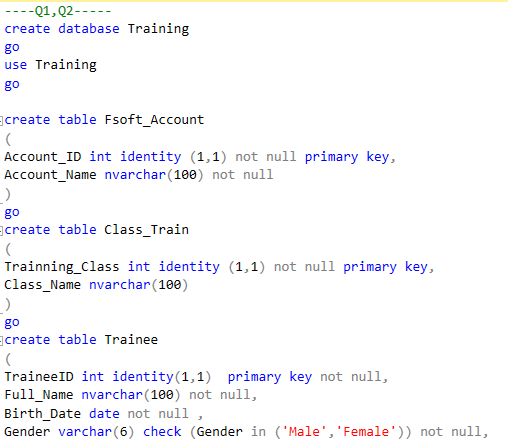 ----Q1,Q2-----
create database Training
go
use Training
go
create table Fsoft_Account
(
Account_ID int identity (1,1) not null primary key,
Account_Name nvarchar(100) not null
)
go
create table Class_Train
(
Trainning_Class int identity (1,1) not null primary key,
Class_Name nvarchar(100)
)
go
create table Trainee
(
TraineeID int identity(1,1)  primary key not null,
Full_Name nvarchar(100) not null,
Birth_Date date not null ,
Gender varchar(6) check (Gender in ('Male','Female')) not null,